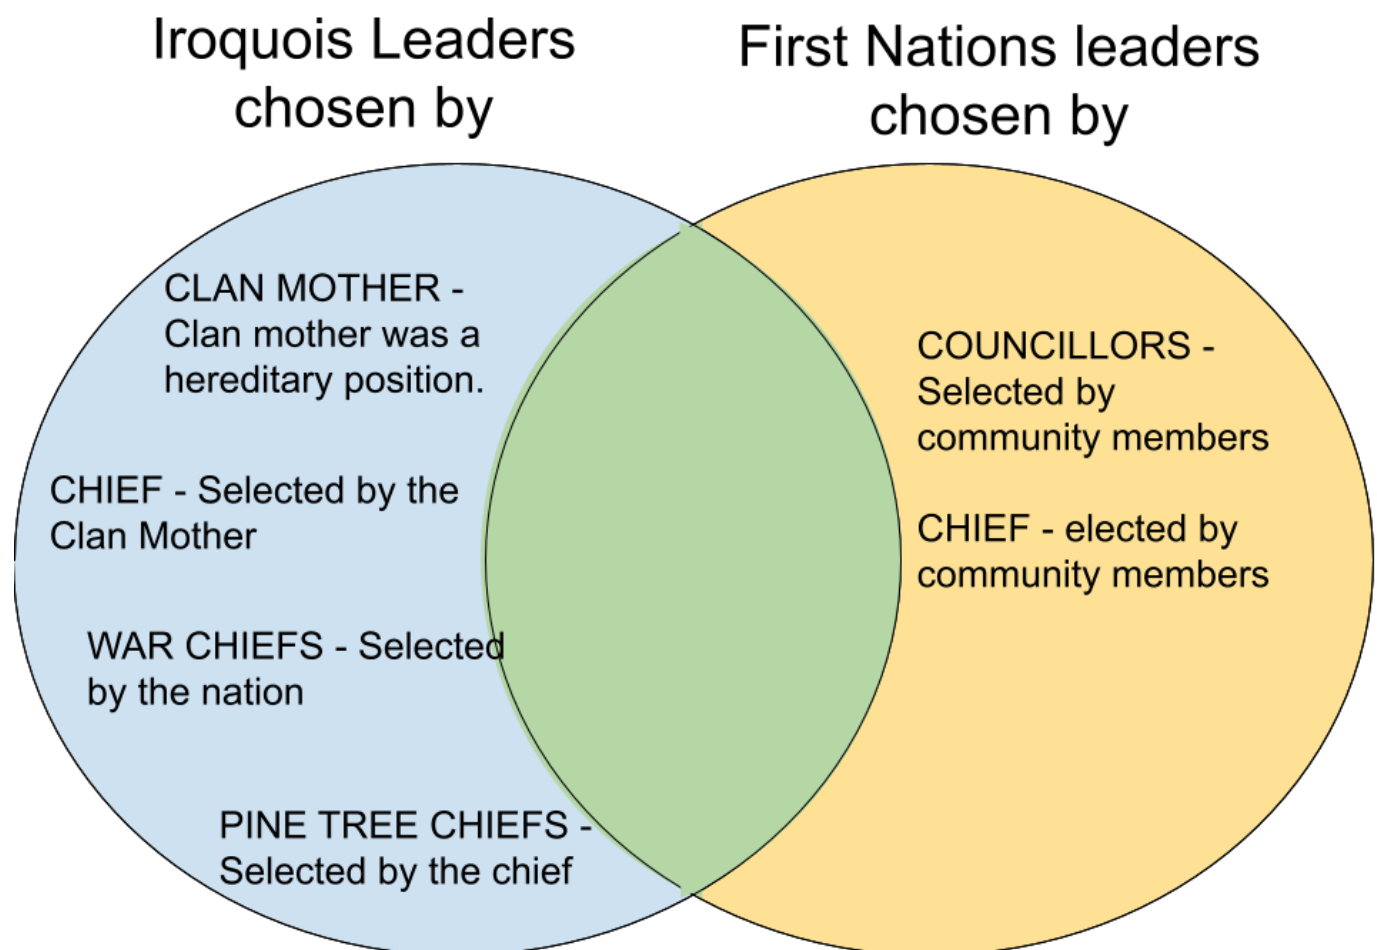 Iroquois Leaders
chosen by
First Nations leaders
chosen by
CLAN MOTHER -
Clan mother was a
hereditary position.
CHIEF - Selected by the
Clan Mother
WAR CHIEFS - Selected
by the nation
PINE TREE CHIEFS -
Selected by the chief
COUNCILLORS -
Selected by
community members
CHIEF - elected by
community members